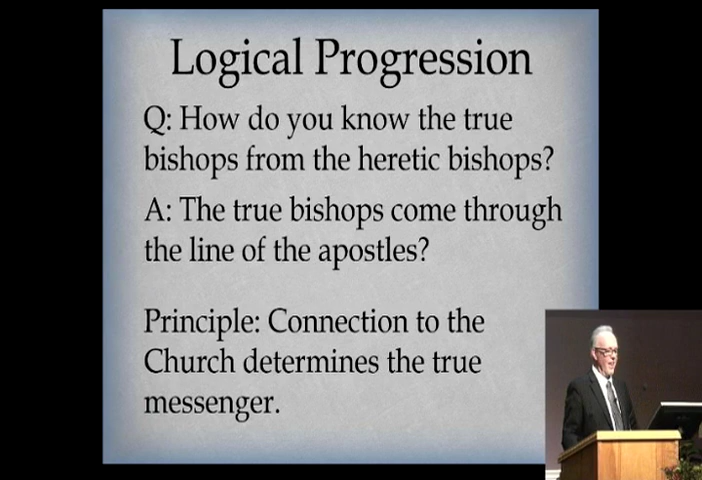 Logical Progression
Q: How do you know the true
bishops from the heretic bishops?
A: The true bishops come through
the line of the apostles?
Principle: Connection to the
Church determines the true
messenger.